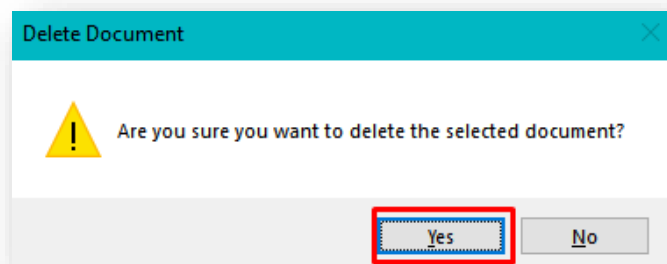 Delete Document
Are you sure you want to delete the selected document?
Yes
No